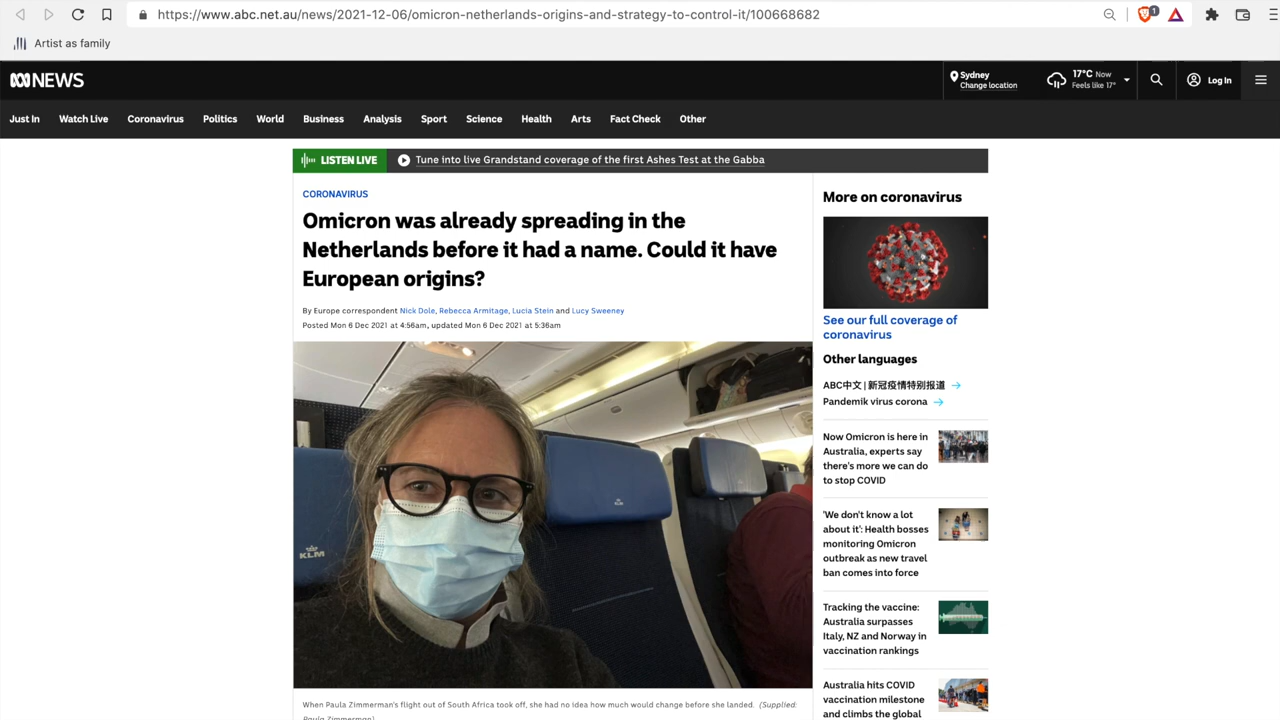 https://www.abc.net.au/news/2021-12-06/omicron-netherlands-origins-and-strategy-to-control-it/100668682
1
Artist as family
NEWS
Sydney
Change location
17°C Now
Feels like 17°
Log In
Just In Watch Live Coronavirus Politics World Business Analysis Sport Science Health Arts Fact Check Other
LISTEN LIVE
Tune into live Grandstand coverage of the first Ashes Test at the Gabba
CORONAVIRUS
Omicron was already spreading in the
Netherlands before it had a name. Could it have
European origins?
By Europe correspondent Nick Dole, Rebecca Armitage, Lucia Stein and Lucy Sweeney
Posted Mon 6 Dec 2021 at 4:56am, updated Mon 6 Dec 2021 at 5:36am
KLM
KLM
When Paula Zimmerman's flight out of South Africa took off, she had no idea how much would change before she landed. (Supplied:
Paula Zimmerman)
More on coronavirus
See our full coverage of
coronavirus
Other languages
ABC中文 | 新冠疫情特别报道
Pandemik virus corona
Now Omicron is here in
Australia, experts say
there's more we can do
to stop COVID
'We don't know a lot
about it': Health bosses
monitoring Omicron
outbreak as new travel
ban comes into force
Tracking the vaccine:
Australia surpasses
Italy, NZ and Norway in
vaccination rankings
Australia hits COVID
vaccination milestone
and climbs the global